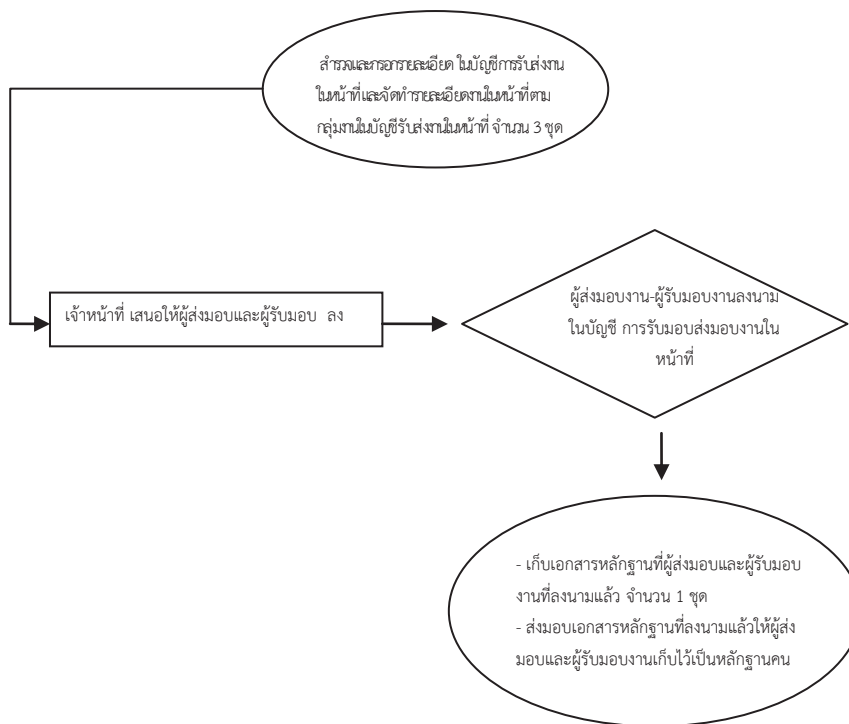 สำรวจและกรอกรายละเอียด ในบัญชีการรับส่งงาน
ในหน้าที่และจัดทำรายละเอียดงานในหน้าที่ตาม
กลุ่มงานในบัญชีรับส่งงานในหน้าที่ จำนวน 3 ชุด
เจ้าหน้าที่ เสนอให้ผู้ส่งมอบและผู้รับมอบ ลง
ผู้ส่งมอบงาน-ผู้รับมอบงานลงนาม
ในบัญชี การรับมอบส่งมอบงานใน
หน้าที่
- เก็บเอกสารหลักฐานที่ผู้ส่งมอบและผู้รับมอบ
งานที่ลงนามแล้ว จำนวน 1 ชุด
- ส่งมอบเอกสารหลักฐานที่ลงนามแล้วให้ผู้ส่ง
มอบและผู้รับมอบงานเก็บไว้เป็นหลักฐานคน